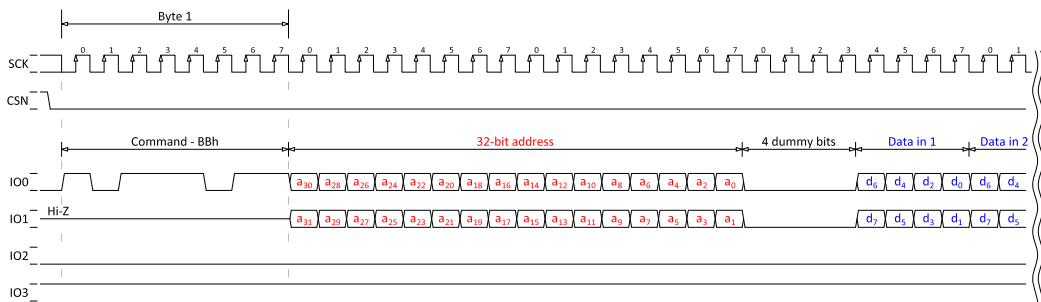 Byte 1
SCK 0 1 2 3 4 5 6 7 0 1 2 3 4 5 6 7 0 1 2 3 4 5 6 7 0 1 2 3 4 5 6 7 0 1
CSN
Command - BBh 32-bit address 4 dummy bits Data in 1 Data in 2
IO0 a₃₀ a₂₈ a₂₆ a₂₄ a₂₂ a₂₀ a₁₈ a₁₆ a₁₄ a₁₂ a₁₀ a₈ a₆ a₄ a₂ a₀ d₆ d₄ d₂ d₀ d₆ d₄
IO1 Hi-Z a₃₁ a₂₉ a₂₇ a₂₅ a₂₃ a₂₁ a₁₉ a₁₇ a₁₅ a₁₃ a₁₁ a₉ a₇ a₅ a₃ a₁ d₇ d₅ d₃ d₁ d₇ d₅
IO2
IO3